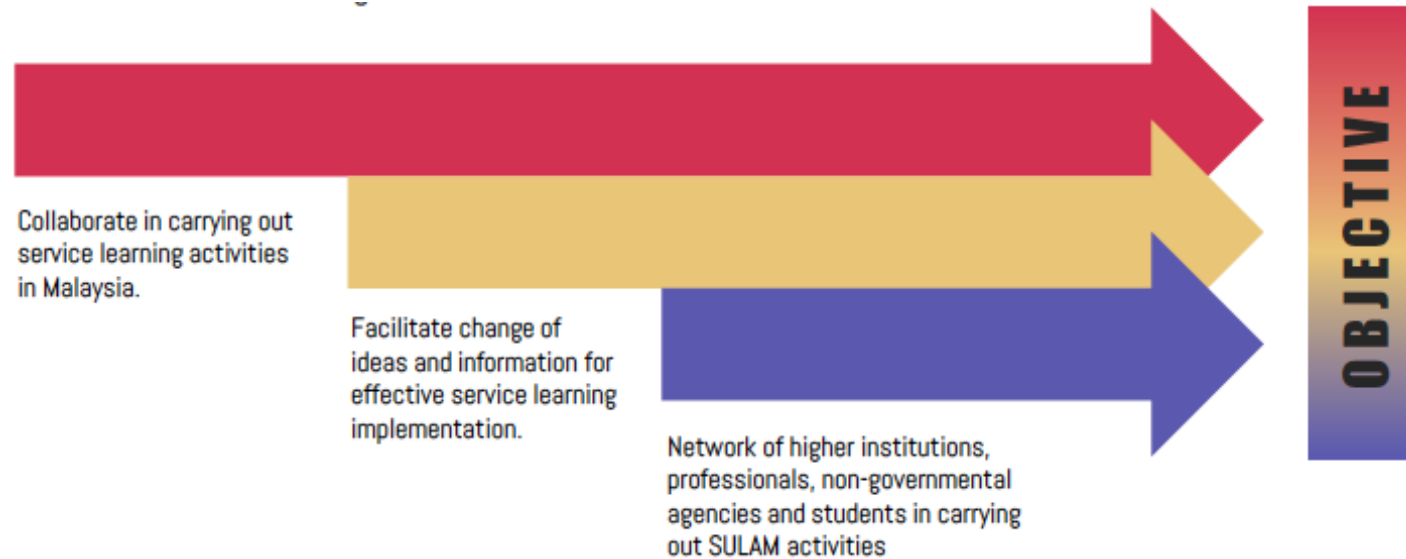 Collaborate in carrying out
service learning activities
in Malaysia.
Facilitate change of
ideas and information for
effective service learning
implementation.
Network of higher institutions,
professionals, non-governmental
agencies and students in carrying
out SULAM activities
OBJECTIVE